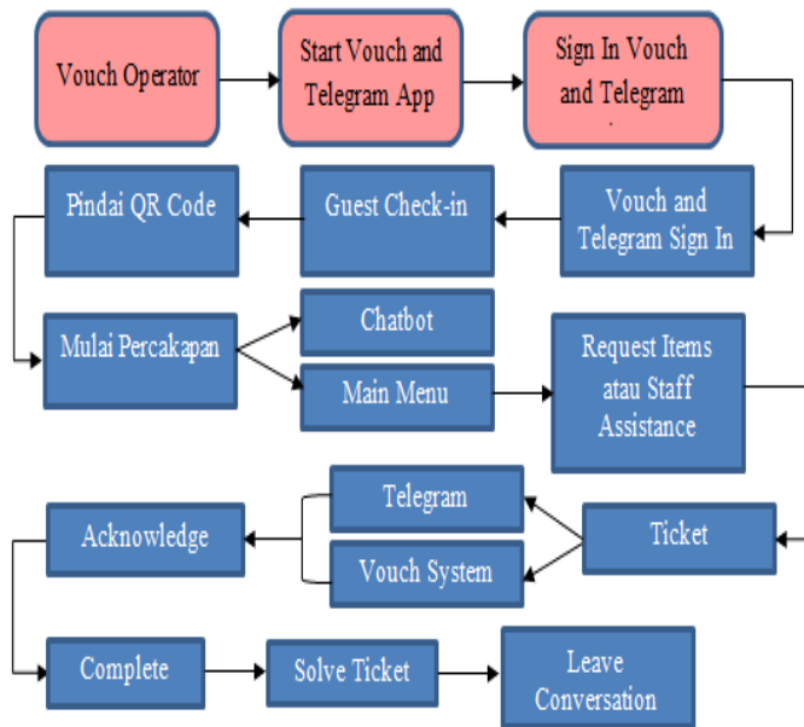 Vouch Operator
Start Vouch and
Telegram App
Sign In Vouch
and Telegram
.
Pindai QR Code
Guest Check-in
Vouch and
Telegram Sign In
Mulai Percakapan
Chatbot
Main Menu
Request Items
atau Staff
Assistance
Acknowledge
Telegram
Vouch System
Ticket
Complete
Solve Ticket
Leave
Conversation